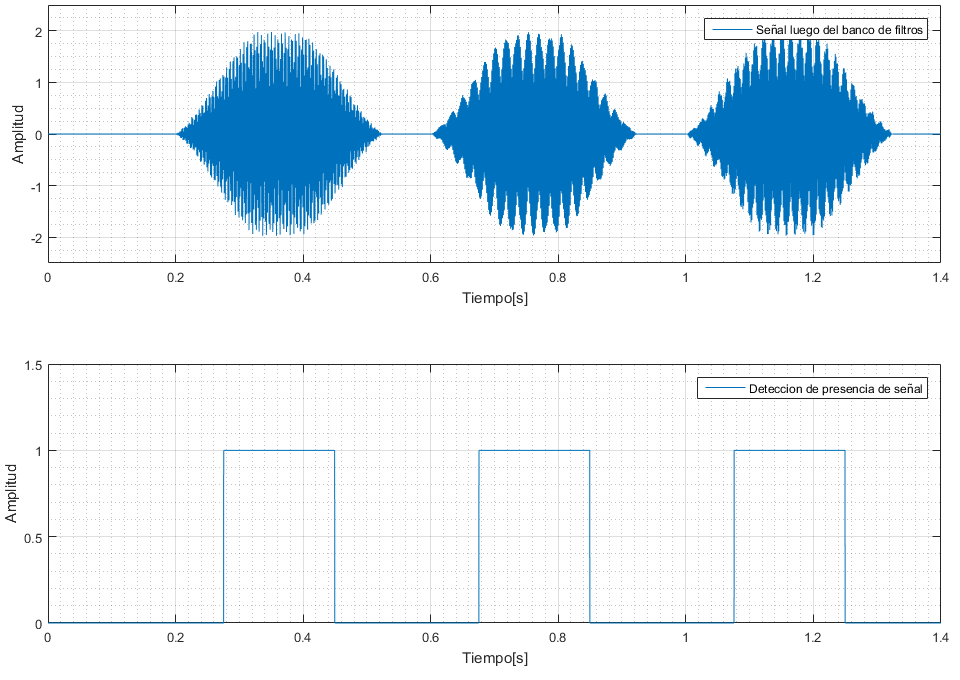 2
1
0
-1
-2
Amplitud
Señal luego del banco de filtros
0 0.2 0.4 0.6 0.8 1 1.2 1.4
Tiempo[s]
1.5
1
0.5
0
Amplitud
Deteccion de presencia de señal
0 0.2 0.4 0.6 0.8 1 1.2 1.4
Tiempo[s]